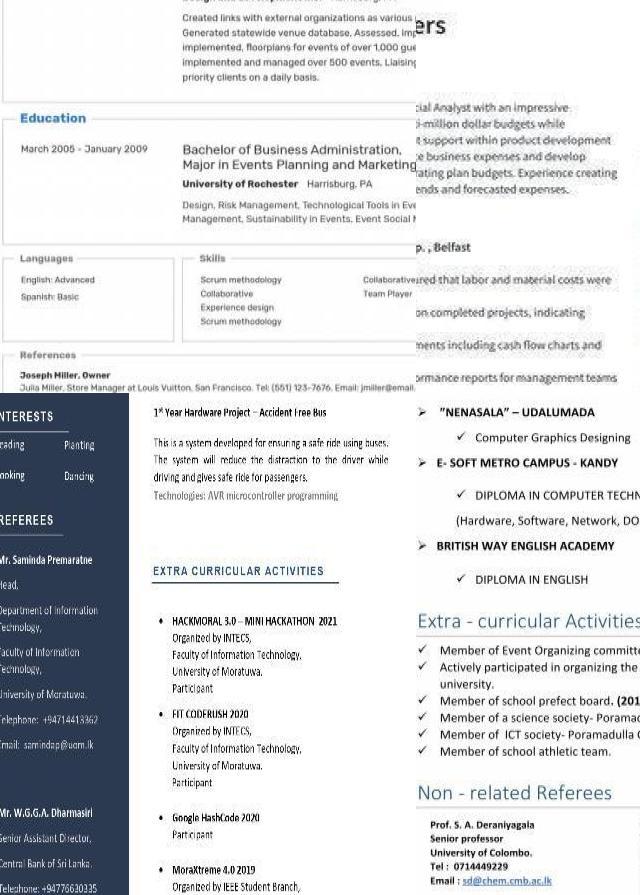 Created links with external organizations as various
Generated statewide venue database. Assessed,
implemented, floorplans for events of over 1,000
implemented and managed over 500 events. Liaising
priority clients on a daily basis.
Education
March 2005 - January 2009
Bachelor of Business Administration,
Major in Events Planning and Marketing
University of Rochester Harrisburg, PA
Design, Risk Management, Technological Tools in
Management, Sustainability in Events, Event Social
Languages
English: Advanced
Spanish: Basic
Skills
Scrum methodology
Collaborative
Experience design
Scrum methodology
Collaborative
Team Player
References
Joseph Miller, Owner
Julia Miller, Store Manager at Louis Vuitton, San Francisco. Tel: (551) 123-7676. Email: jmiller@email.
ers
cial Analyst with an impressive
i-million dollar budgets while
t support within product development
e business expenses and develop
rating plan budgets. Experience creating
ends and forecasted expenses.
p. , Belfast
red that labor and material costs were
on completed projects, indicating
ments including cash flow charts and
ormance reports for management teams
NTERESTS
eading Planting
ooking Dancing
REFEREES
Mr. Saminda Premaratne
Head,
Department of Information
Technology,
Faculty of Information
Technology,
University of Moratuwa.
Telephone: +94714413362
Email: samindap@uom.lk
Mr. W.G.G.A. Dharmasiri
Senior Assistant Director,
Central Bank of Sri Lanka.
Telephone: +94776630335
1st Year Hardware Project – Accident Free Bus
This is a system developed for ensuring a safe ride using buses.
The system will reduce the distraction to the driver while
driving and gives safe ride for passengers.
Technologies: AVR microcontroller programming
EXTRA CURRICULAR ACTIVITIES
• HACKMORAL 3.0 – MINI HACKATHON 2021
Organized by INTECS,
Faculty of Information Technology,
University of Moratuwa.
Participant
• FIT CODERUSH 2020
Organized by INTECS,
Faculty of Information Technology,
University of Moratuwa.
Participant
• Google HashCode 2020
Participant
• MoraXtreme 4.0 2019
Organized by IEEE Student Branch,
➢ "NENASALA" – UDALUMADA
✓ Computer Graphics Designing
➢ E- SOFT METRO CAMPUS - KANDY
✓ DIPLOMA IN COMPUTER TECHN
(Hardware, Software, Network, DO
➢ BRITISH WAY ENGLISH ACADEMY
✓ DIPLOMA IN ENGLISH
Extra - curricular Activities
✓ Member of Event Organizing committe
✓ Actively participated in organizing the
university.
✓ Member of school prefect board. (201
✓ Member of a science society- Poramad
✓ Member of ICT society- Poramadulla C
✓ Member of school athletic team.
Non - related Referees
Prof. S. A. Deraniyagala
Senior professor
University of Colombo.
Tel : 0714449229
Email : sd@chem.cmb.ac.lk